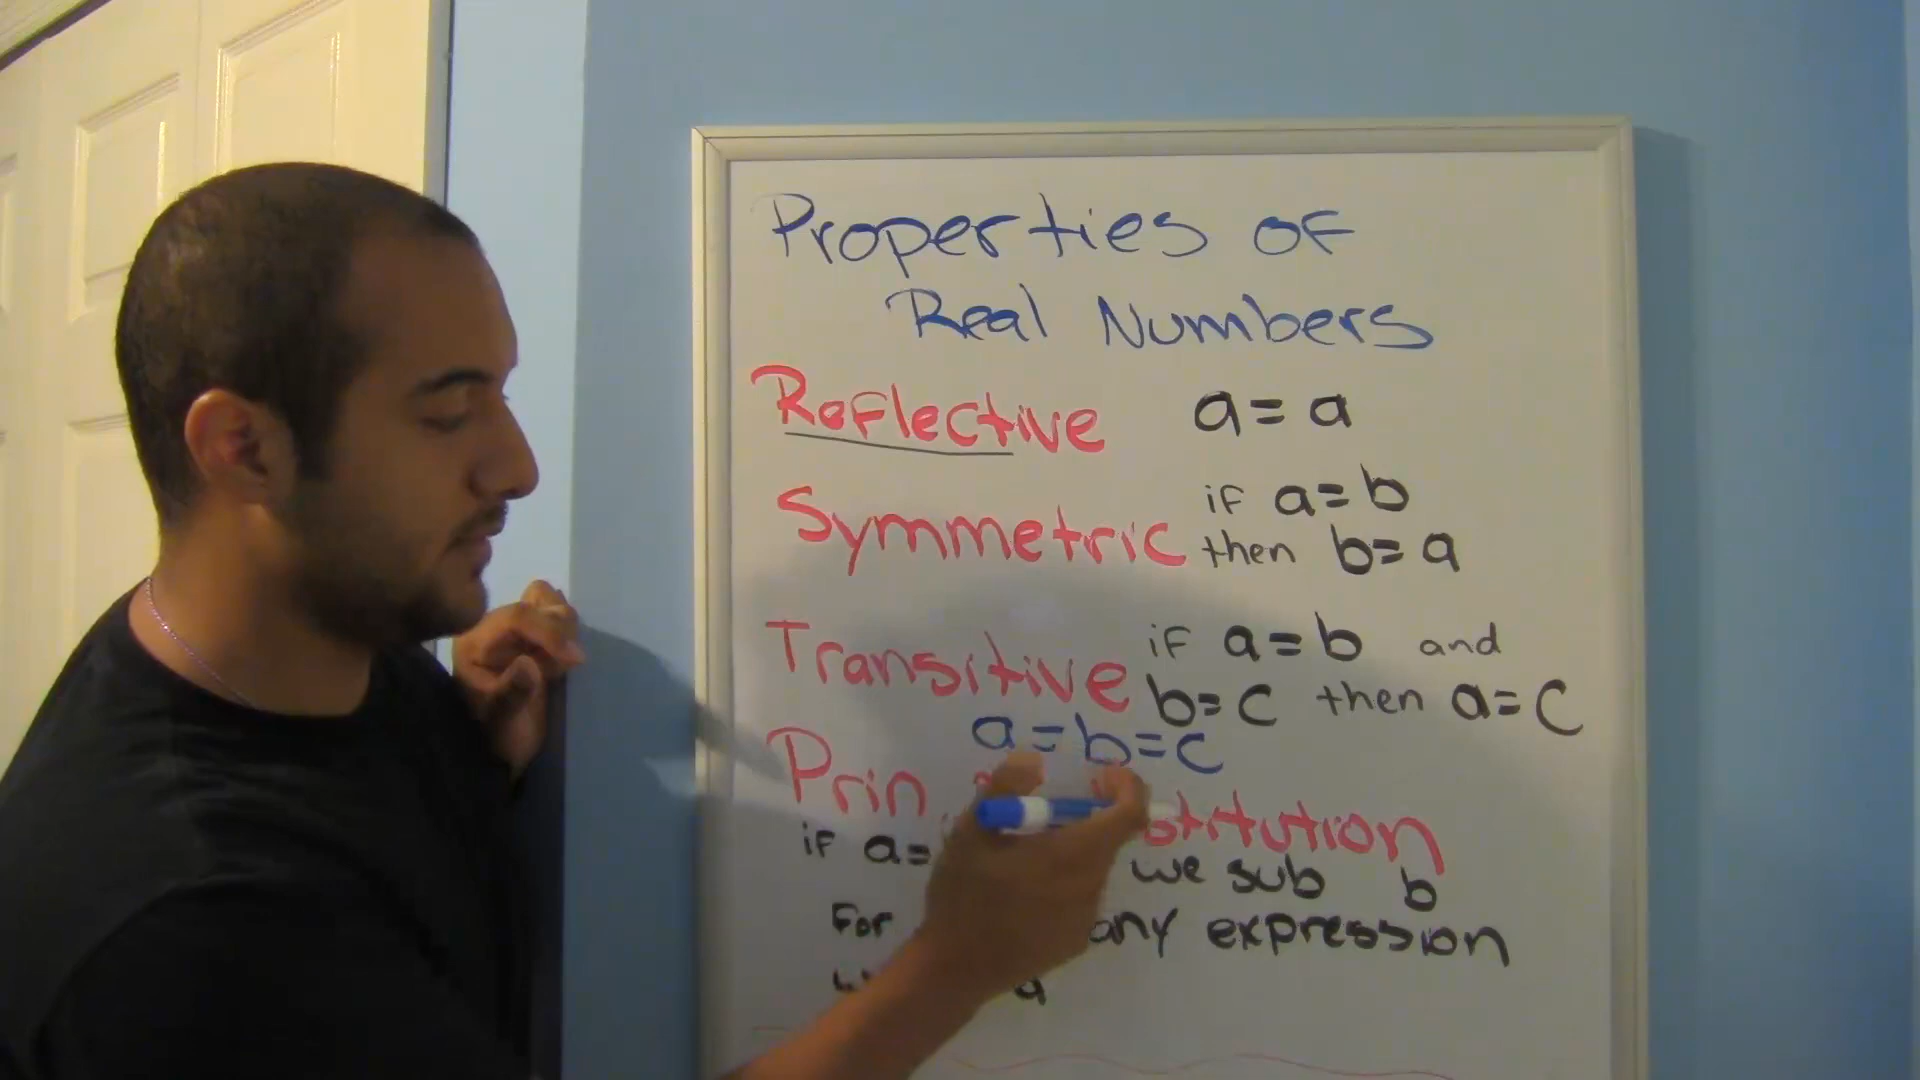 Properties of
Real Numbers
Reflective a = a
Symmetric if a = b
then b = a
Transitive if a = b and
b = c then a = c
a = b = c
Prin
if a = we sub b
For any expression
a